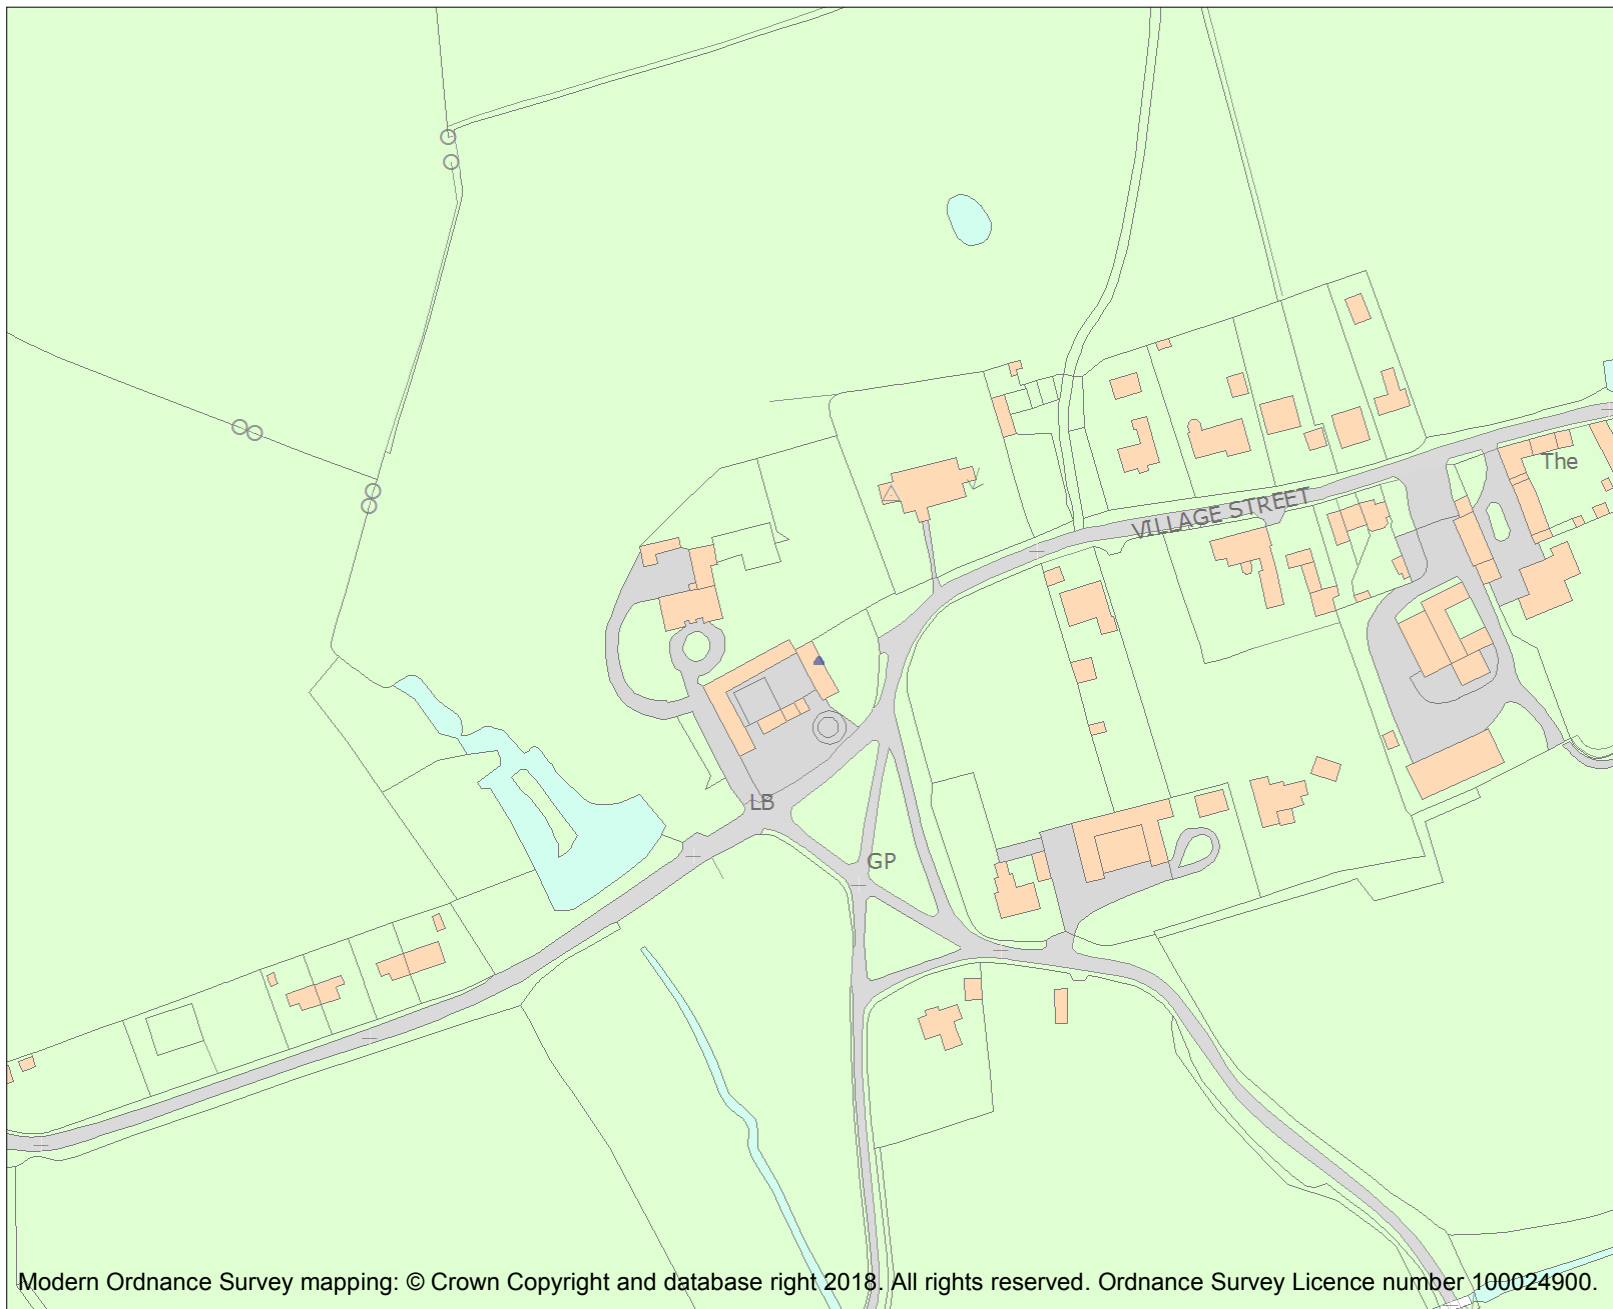 The
VILLAGE STREET
LB
GP
Modern Ordnance Survey mapping: © Crown Copyright and database right 2018. All rights reserved. Ordnance Survey Licence number 100024900.